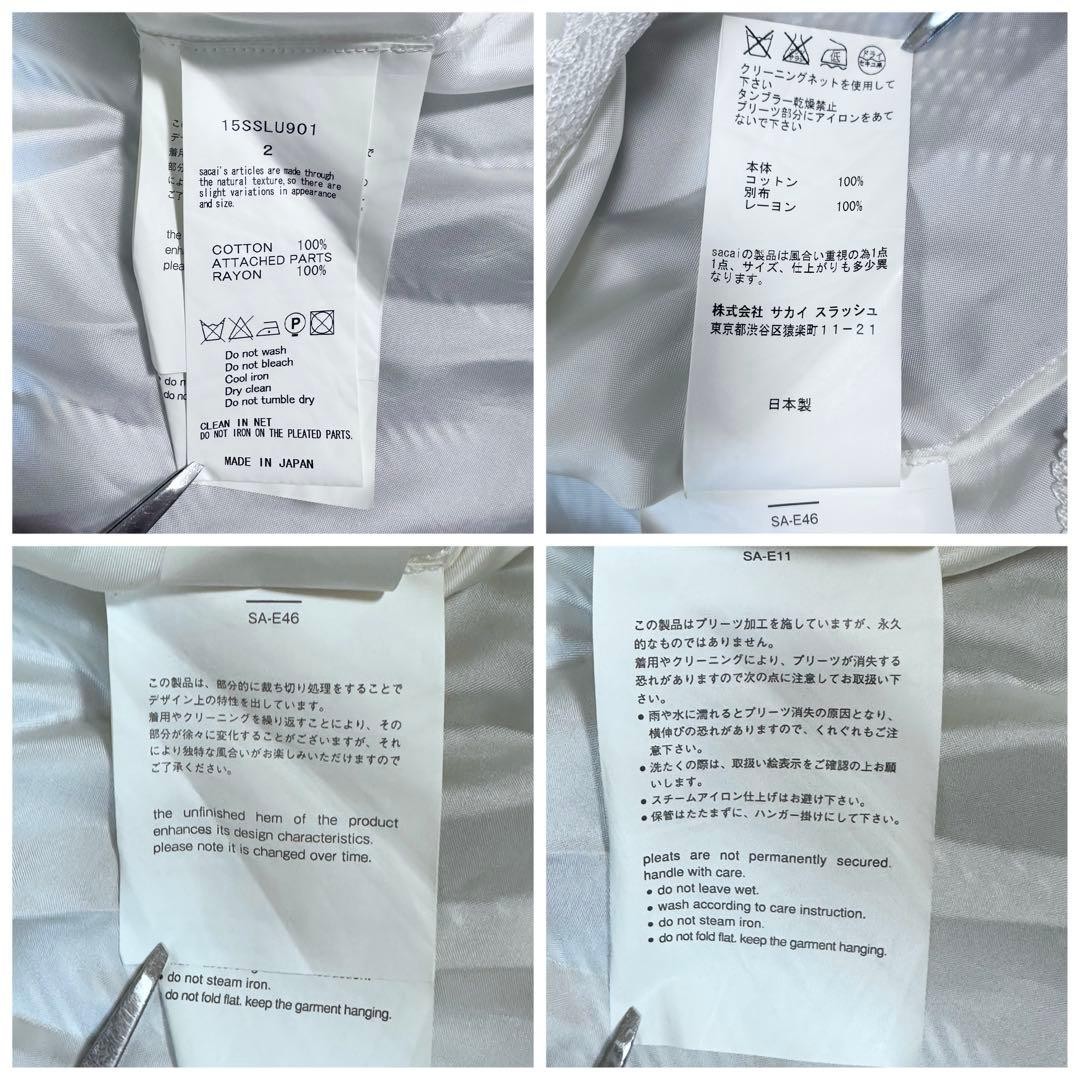 15SSLU901
2
sacai's articles are made through
the natural texture, so there are
slight variations in appearance
and size.
COTTON 100%
ATTACHED PARTS
RAYON 100%
P
Do not wash
Do not bleach
Cool iron
Dry clean
Do not tumble dry
CLEAN IN NET
DO NOT IRON ON THE PLEATED PARTS.
MADE IN JAPAN
the
enh
plea
do n
do no
低
ドライ
セキユ系
クリーニングネットを使用して
下さい
タンブラー乾燥禁止
プリーツ部分にアイロンをあて
ないで下さい
本体
コットン 100%
別布
レーヨン 100%
sacaiの製品は風合い重視の為1点
1点、サイズ、仕上がりも多少異
なります。
株式会社 サカイ スラッシュ
東京都渋谷区猿楽町11-21
日本製
SA-E46
SA-E46
この製品は、部分的に裁ち切り処理をすることで
デザイン上の特性を出しています。
着用やクリーニングを繰り返すことにより、その
部分が徐々に変化することがございますが、それ
により独特な風合いがお楽しみいただけますので
ご了承ください。
the unfinished hem of the product
enhances its design characteristics.
please note it is changed over time.
• do not steam iron.
do not fold flat. keep the garment hanging.
SA-E11
この製品はプリーツ加工を施していますが、永久
的なものではありません。
着用やクリーニングにより、プリーツが消失する
恐れがありますので次の点に注意してお取扱い下
さい。
● 雨や水に濡れるとプリーツ消失の原因となり、
横伸びの恐れがありますので、くれぐれもご注
意下さい。
● 洗たくの際は、取扱い絵表示をご確認の上お願
いします。
● スチームアイロン仕上げはお避け下さい。
● 保管はたたまずに、ハンガー掛けにして下さい。
pleats are not permanently secured.
handle with care.
• do not leave wet.
• wash according to care instruction.
• do not steam iron.
• do not fold flat. keep the garment hanging.